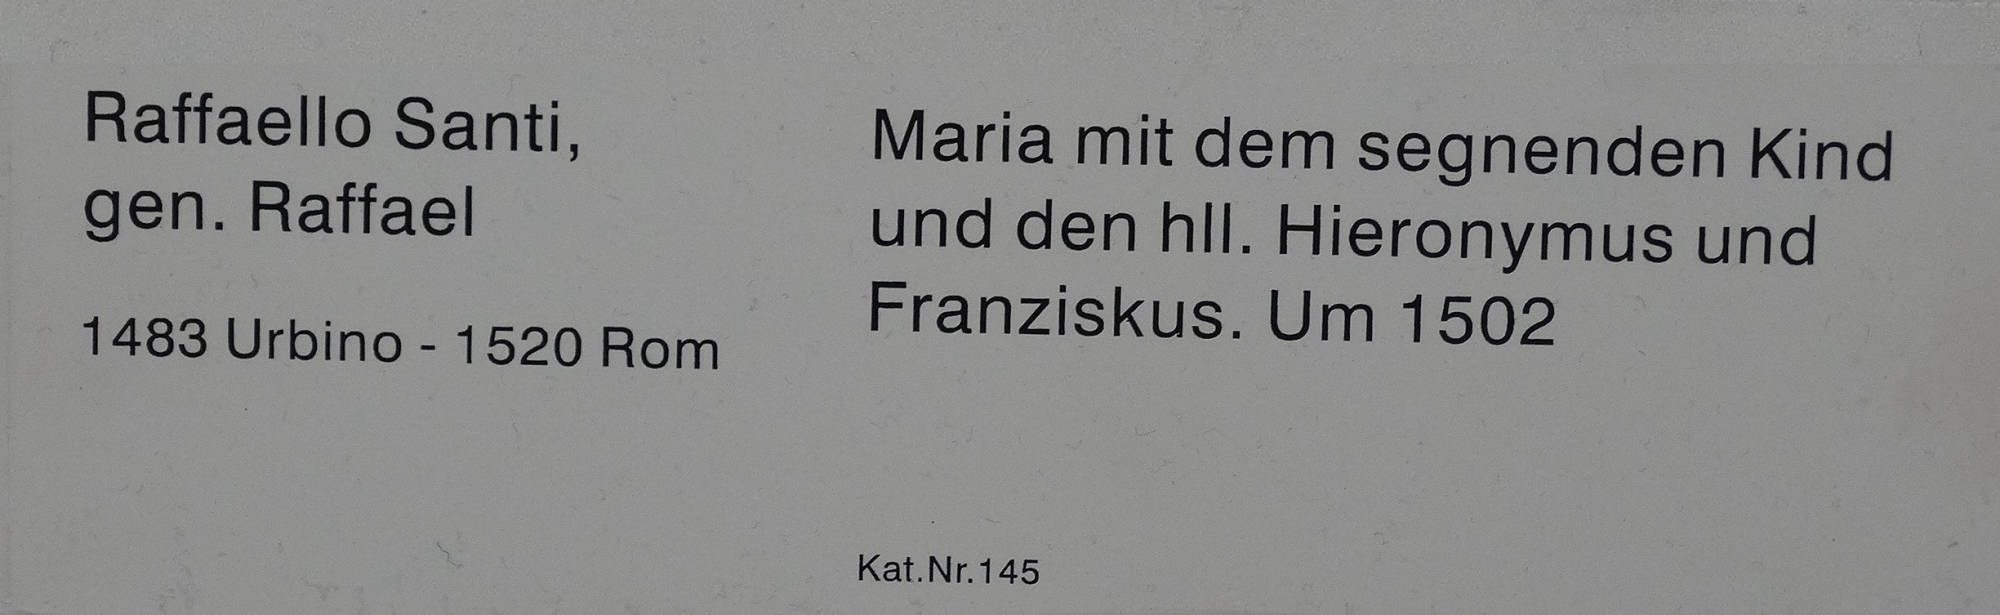 Raffaello Santi,
gen. Raffael
1483 Urbino - 1520 Rom
Maria mit dem segnenden Kind
und den hll. Hieronymus und
Franziskus. Um 1502
Kat.Nr.145